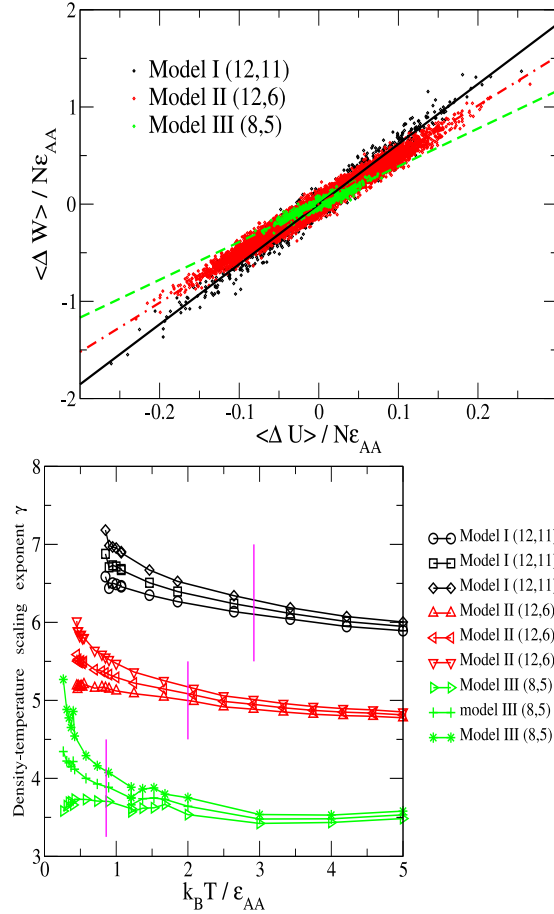 2
Model I (12,11)
Model II (12,6)
Model III (8,5)
1
0
-1
-2
<Δ W> / Nε_AA
-0.2 -0.1 0 0.1 0.2
<Δ U> / Nε_AA
8
7
6
5
4
3
Density-temperature scaling exponent γ
0 1 2 3 4 5
k_B T / ε_AA
Model I (12,11)
Model I (12,11)
Model I (12,11)
Model II (12,6)
Model II (12,6)
Model II (12,6)
Model III (8,5)
model III (8,5)
Model III (8,5)